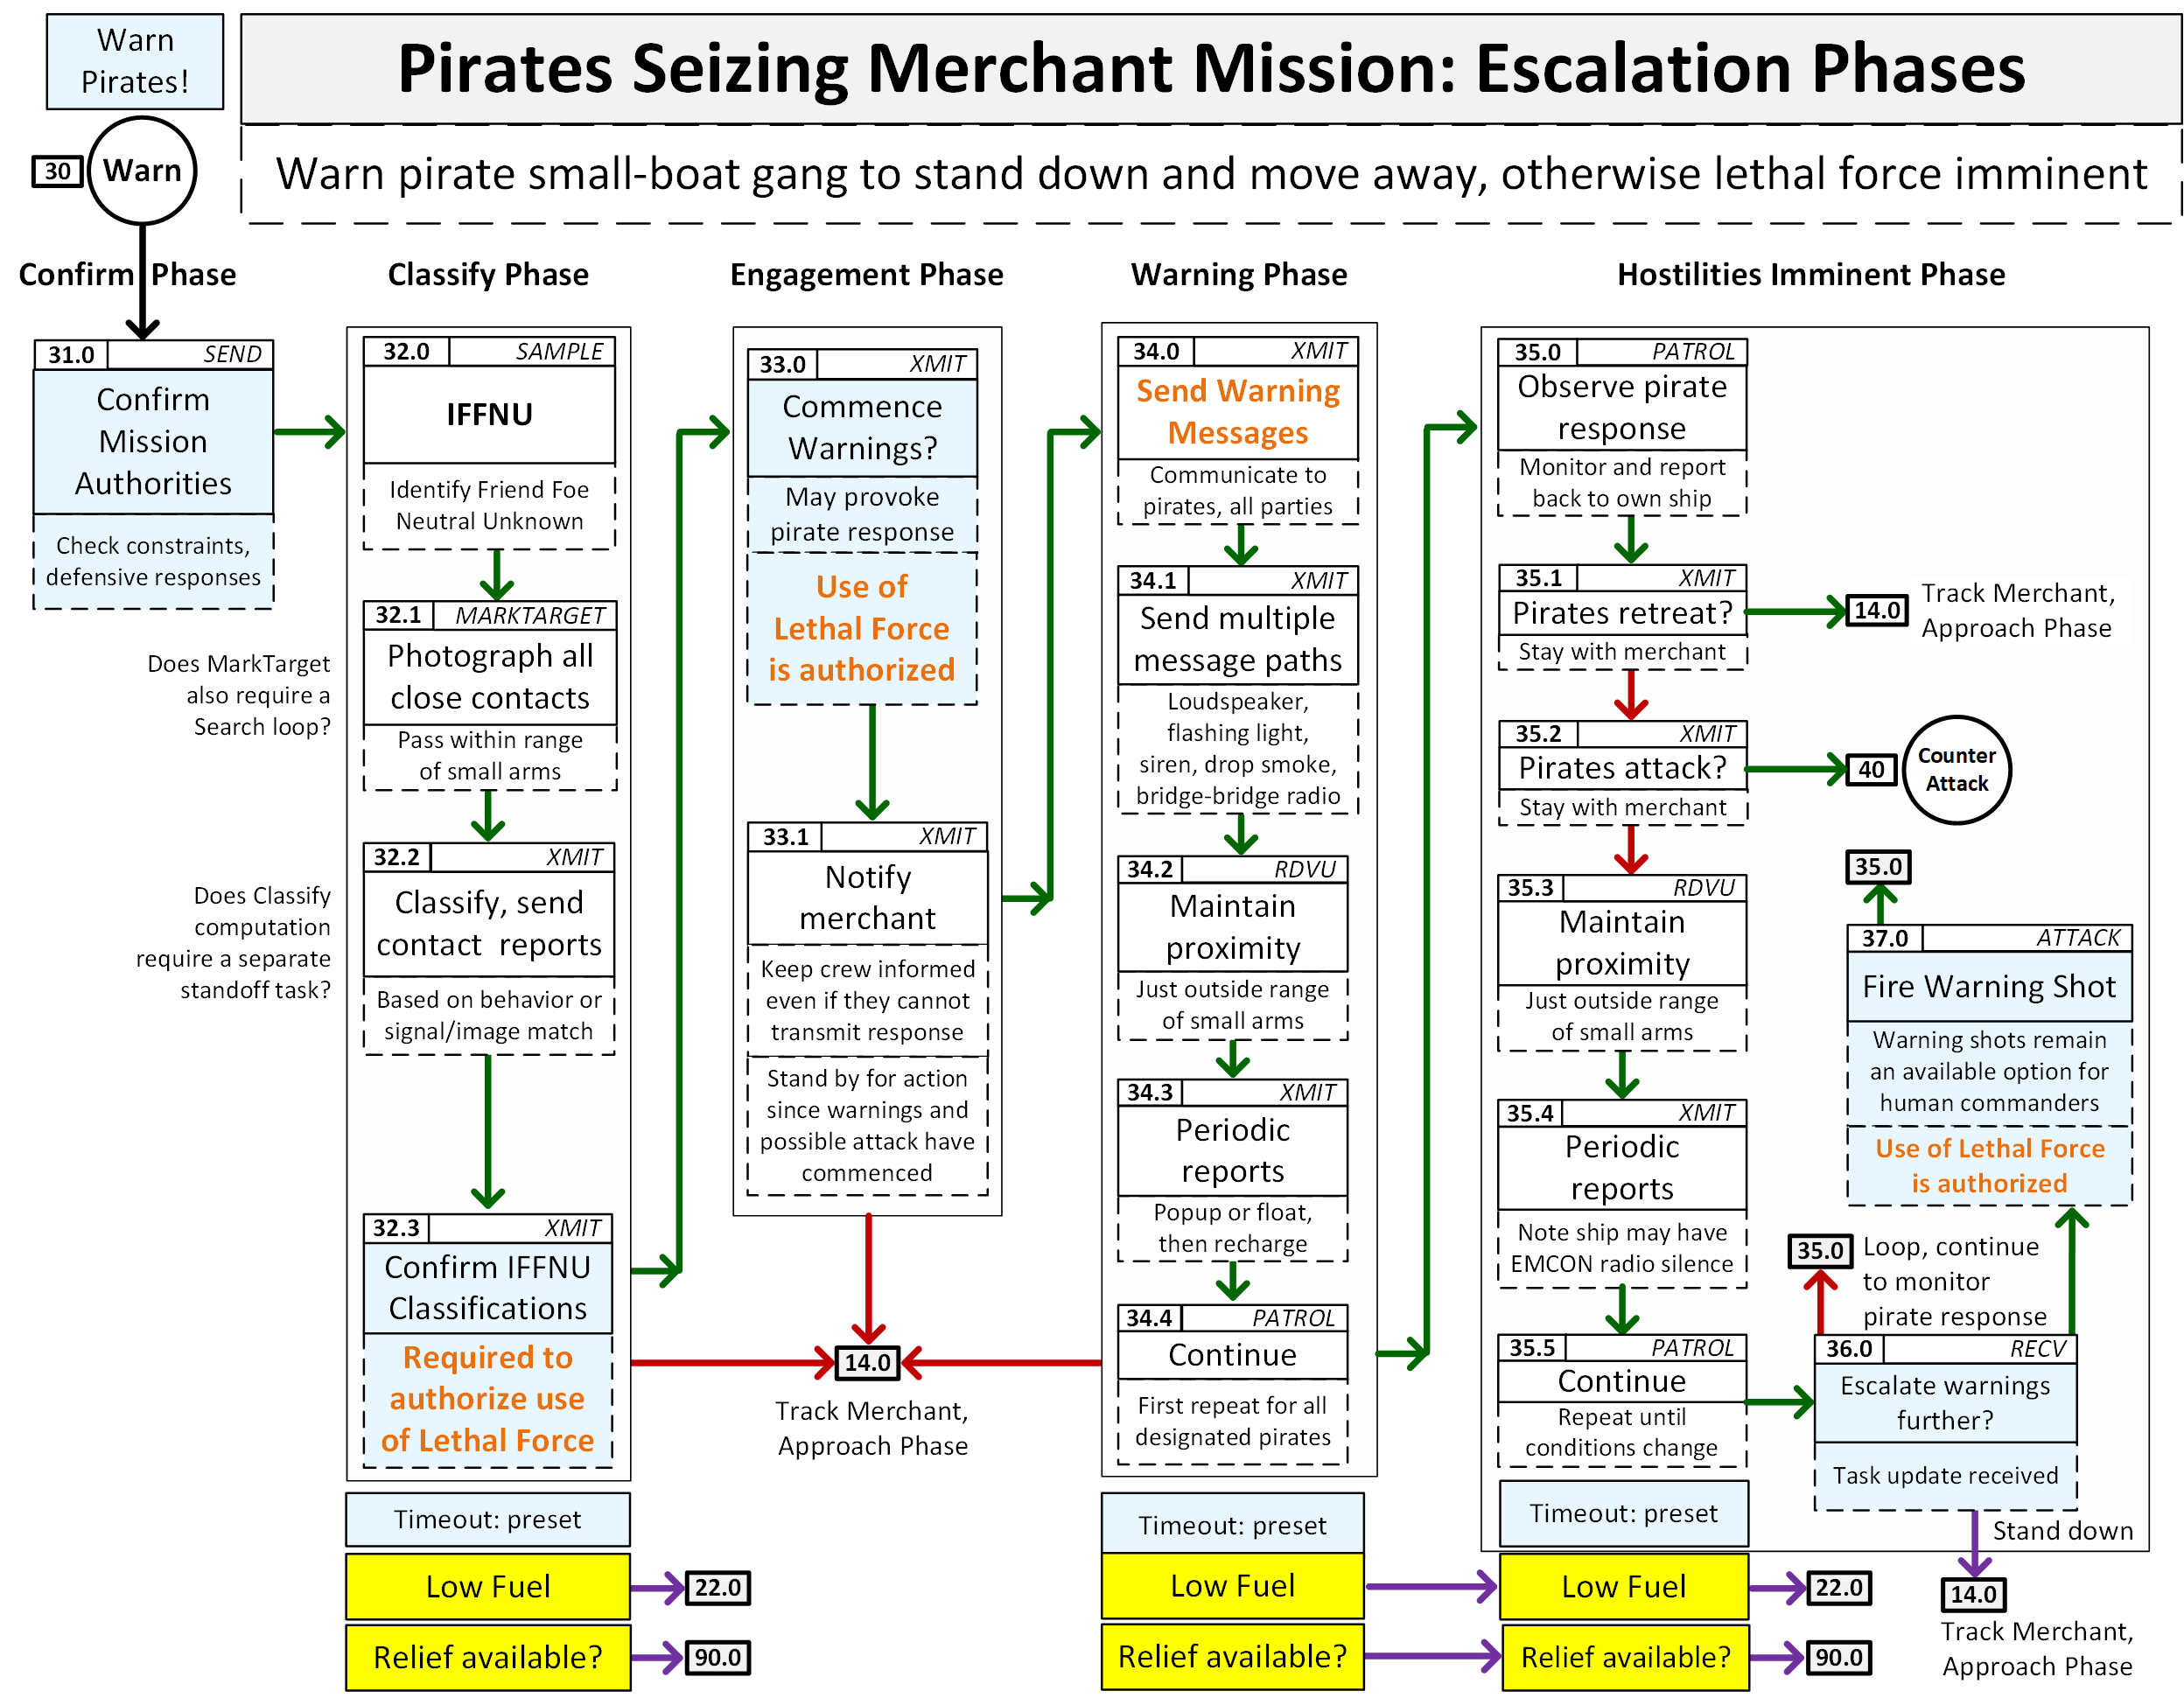 Warn
Pirates!
Pirates Seizing Merchant Mission: Escalation Phases
Warn pirate small-boat gang to stand down and move away, otherwise lethal force imminent
30
Warn
Confirm Phase
31.0 SEND
Confirm
Mission
Authorities
Check constraints,
defensive responses
Classify Phase
32.0 SAMPLE
IFFNU
Identify Friend Foe
Neutral Unknown
32.1 MARKTARGET
Photograph all
close contacts
Pass within range
of small arms
Does MarkTarget
also require a
Search loop?
32.2 XMIT
Classify, send
contact reports
Based on behavior or
signal/image match
Does Classify
computation
require a separate
standoff task?
32.3 XMIT
Confirm IFFNU
Classifications
Required to
authorize use
of Lethal Force
Timeout: preset
Low Fuel
22.0
Relief available?
90.0
Engagement Phase
33.0 XMIT
Commence
Warnings?
May provoke
pirate response
Use of
Lethal Force
is authorized
33.1 XMIT
Notify
merchant
Keep crew informed
even if they cannot
transmit response
Stand by for action
since warnings and
possible attack have
commenced
14.0
Track Merchant,
Approach Phase
Warning Phase
34.0 XMIT
Send Warning
Messages
Communicate to
pirates, all parties
34.1 XMIT
Send multiple
message paths
Loudspeaker,
flashing light,
siren, drop smoke,
bridge-bridge radio
34.2 RDVU
Maintain
proximity
Just outside range
of small arms
34.3 XMIT
Periodic
reports
Popup or float,
then recharge
34.4 PATROL
Continue
First repeat for all
designated pirates
Timeout: preset
Low Fuel
Relief available?
Hostilities Imminent Phase
35.0 PATROL
Observe pirate
response
Monitor and report
back to own ship
35.1 XMIT
Pirates retreat?
Stay with merchant
14.0
Track Merchant,
Approach Phase
35.2 XMIT
Pirates attack?
Stay with merchant
40
Counter
Attack
35.3 RDVU
Maintain
proximity
Just outside range
of small arms
35.4 XMIT
Periodic
reports
Note ship may have
EMCON radio silence
35.5 PATROL
Continue
Repeat until
conditions change
Timeout: preset
Low Fuel
22.0
Relief available?
90.0
35.0
37.0 ATTACK
Fire Warning Shot
Warning shots remain
an available option for
human commanders
Use of Lethal Force
is authorized
35.0
Loop, continue
to monitor
pirate response
36.0 RECV
Escalate warnings
further?
Task update received
Stand down
14.0
Track Merchant,
Approach Phase